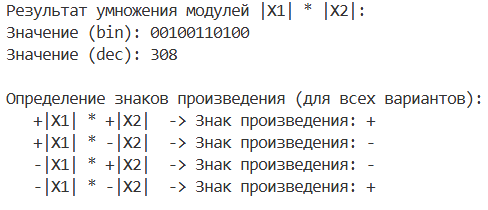 Результат умножения модулей |X1| * |X2|:
Значение (bin): 00100110100
Значение (dec): 308

Определение знаков произведения (для всех вариантов):
   +|X1| * +|X2|  -> Знак произведения: +
   +|X1| * -|X2|  -> Знак произведения: -
   -|X1| * +|X2|  -> Знак произведения: -
   -|X1| * -|X2|  -> Знак произведения: +